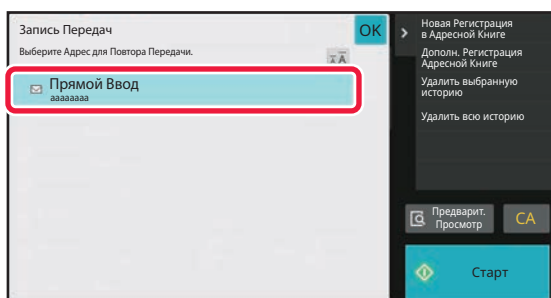 Запись Передач
OK
Выберите Адрес для Повтора Передачи.
Прямой Ввод
aaaaaaaa
Новая Регистрация
в Адресной Книге
Дополн. Регистрация
Адресной Книге
Удалить выбранную
историю
Удалить всю историю
Предварит.
Просмотр
CA
Старт